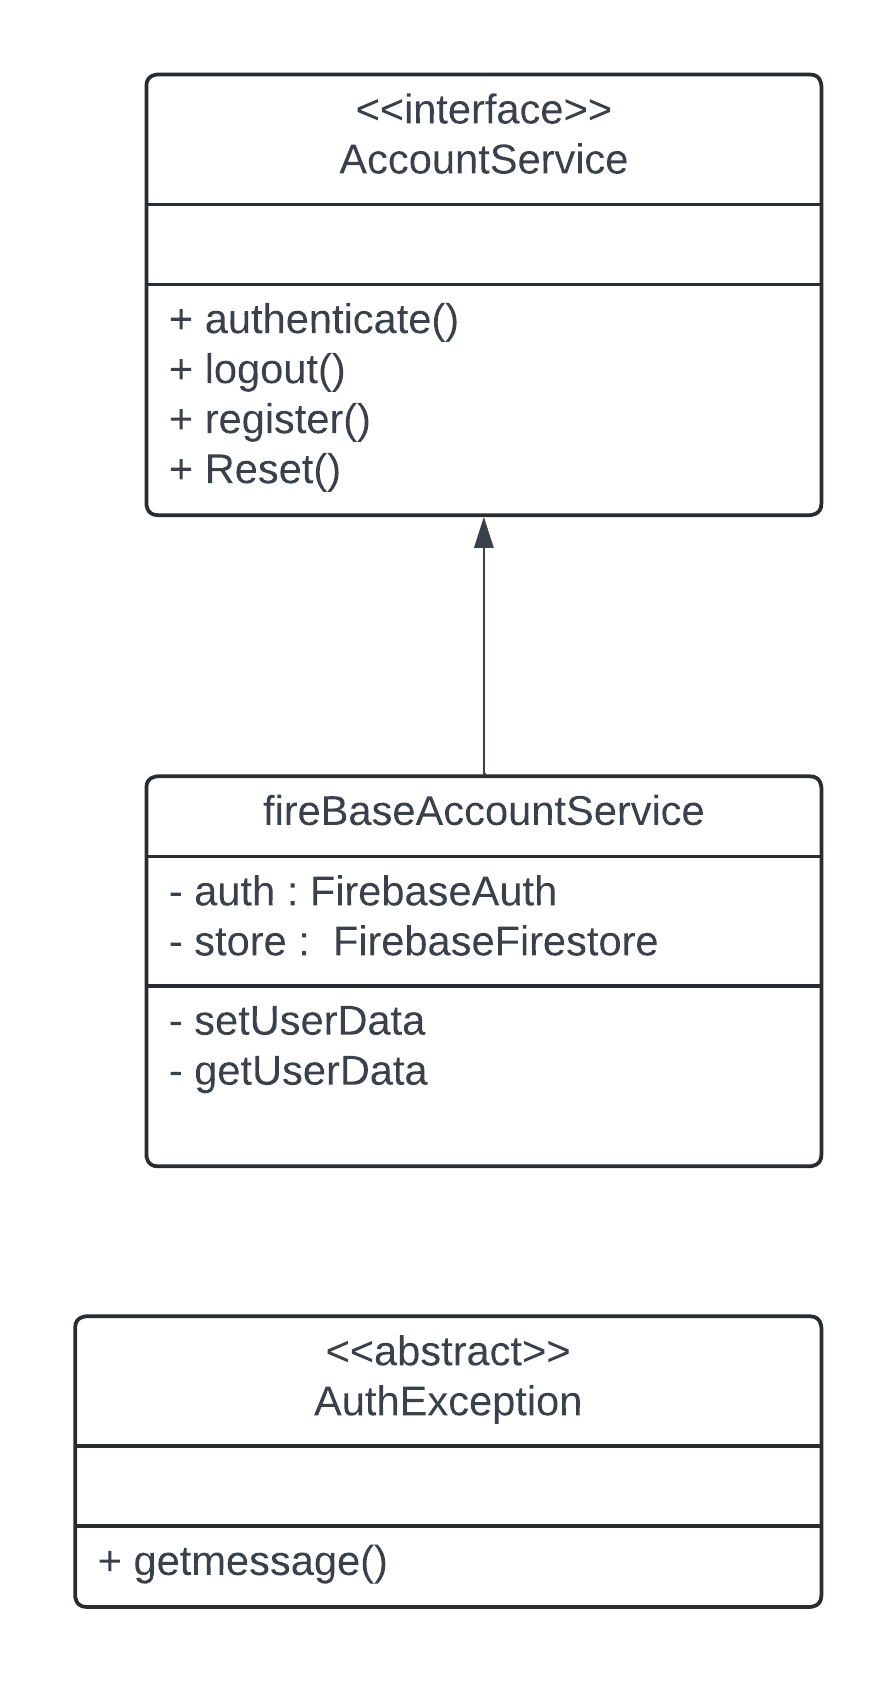 <<interface>>
AccountService
+ authenticate()
+ logout()
+ register()
+ Reset()
fireBaseAccountService
- auth : FirebaseAuth
- store :  FirebaseFirestore
- setUserData
- getUserData
<<abstract>>
AuthException
+ getmessage()